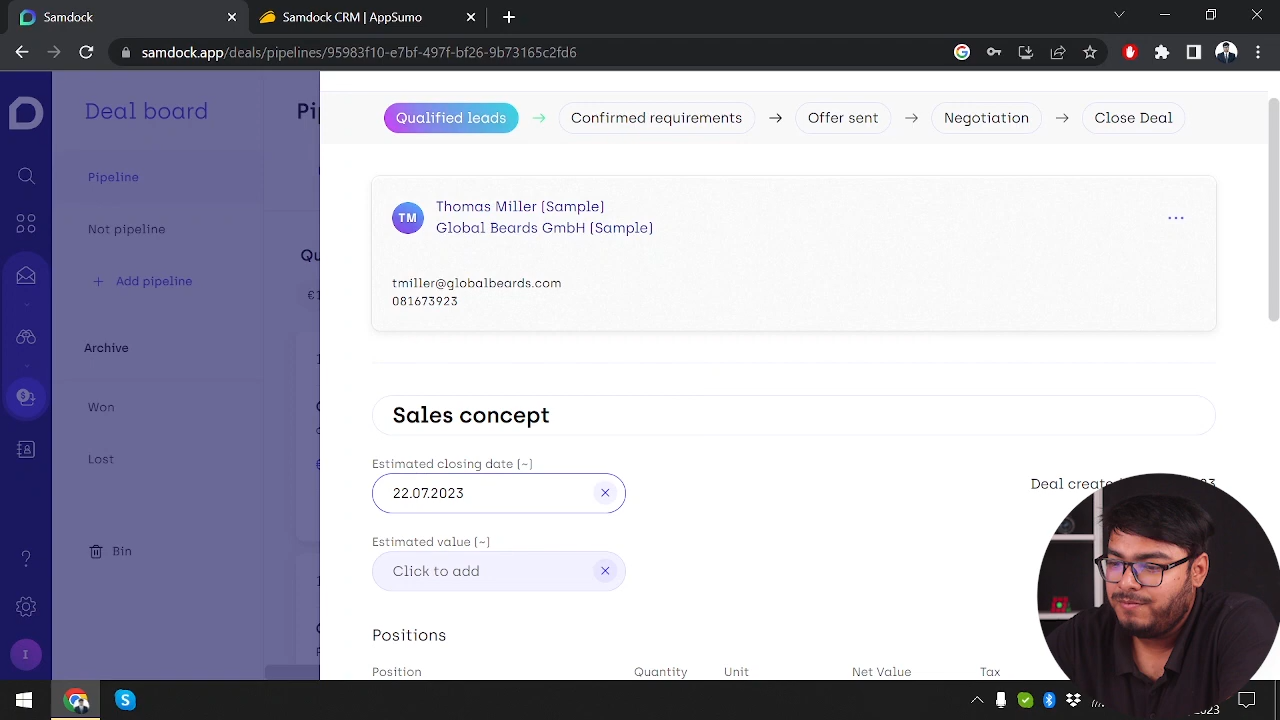 Samdock
Samdock CRM | AppSumo
samdock.app/deals/pipelines/95983f10-e7bf-497f-bf26-9b73165c2fd6
Deal board
Pipeline
Not pipeline
+ Add pipeline
Archive
Won
Lost
Bin
Qualified leads → Confirmed requirements → Offer sent → Negotiation → Close Deal
TM
Thomas Miller (Sample)
Global Beards GmbH (Sample)
tmiller@globalbeards.com
081673923
Sales concept
Estimated closing date (~)
22.07.2023
Deal
Estimated value (~)
Click to add
Positions
Position Quantity Unit Net Value Tax